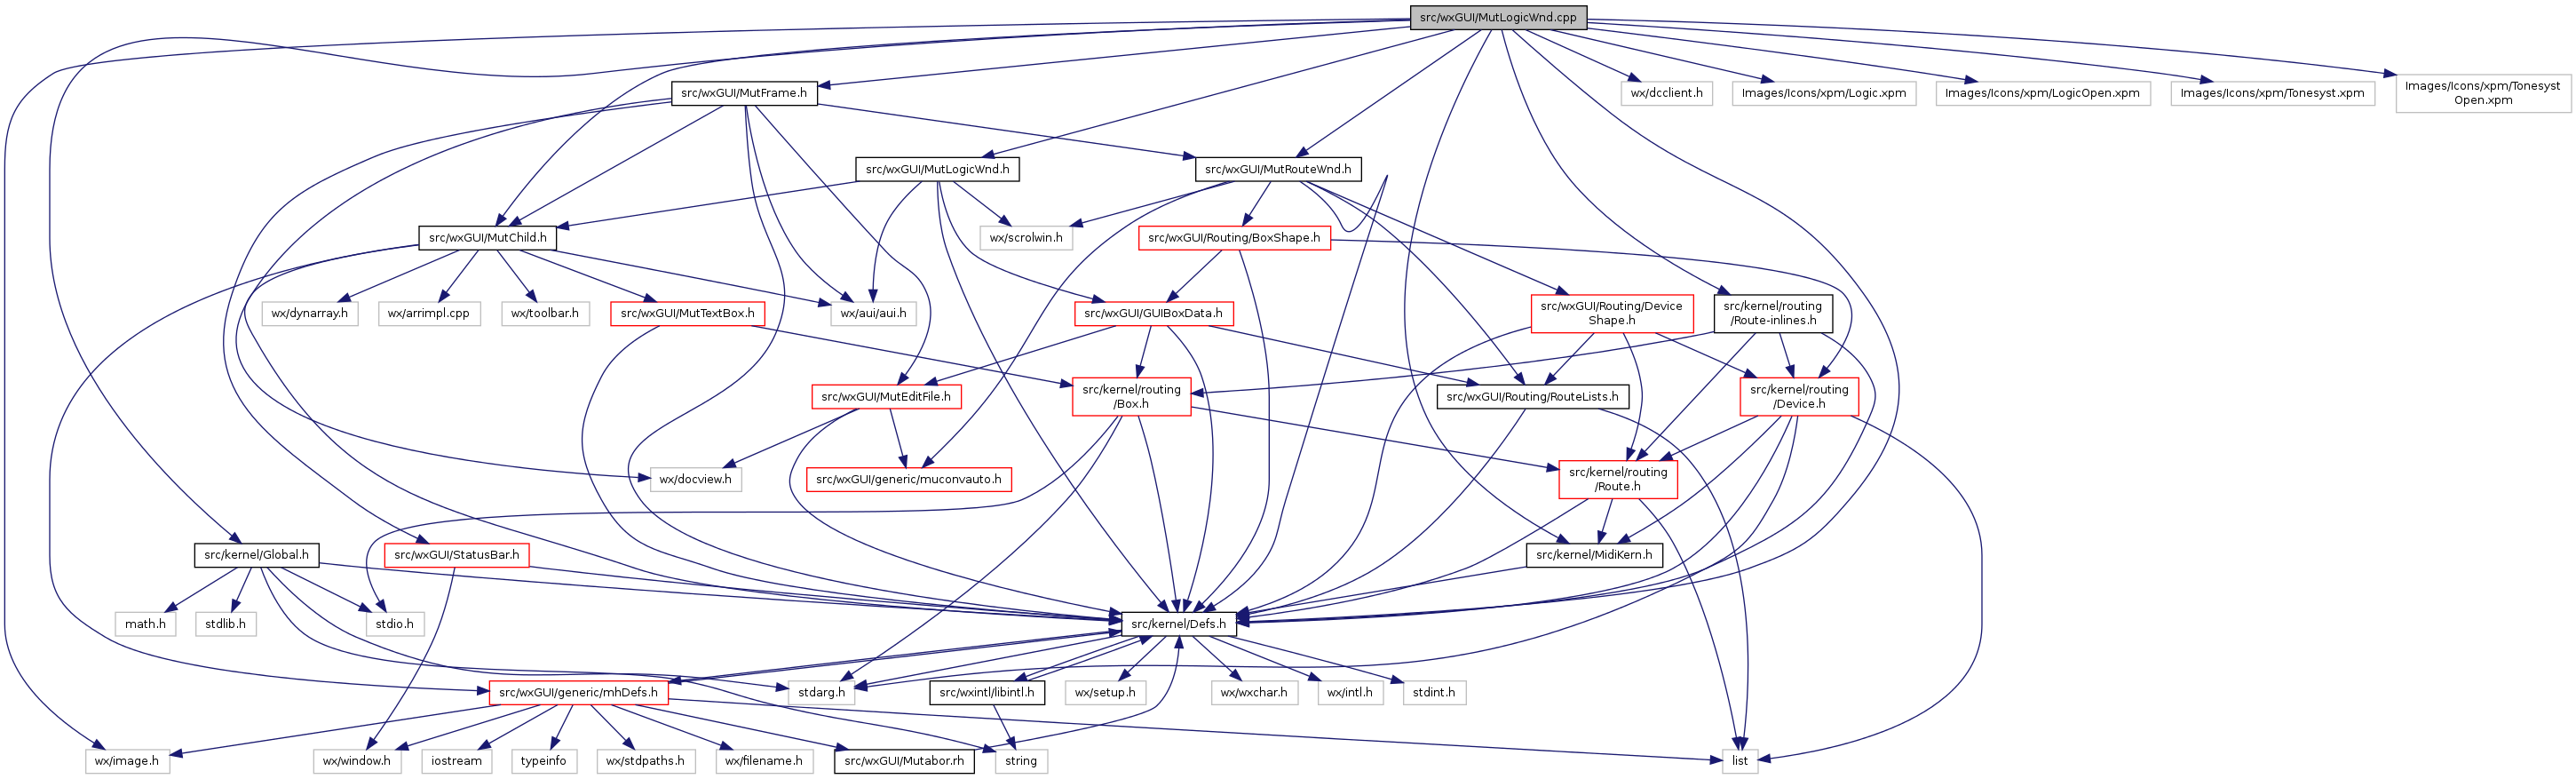 src/wxGUI/MutLogicWnd.cpp
src/wxGUI/MutFrame.h
wx/dcclient.h
Images/Icons/xpm/Logic.xpm
Images/Icons/xpm/LogicOpen.xpm
Images/Icons/xpm/Tonesyst.xpm
Images/Icons/xpm/Tonesyst
Open.xpm
src/wxGUI/MutLogicWnd.h
src/wxGUI/MutRouteWnd.h
src/wxGUI/MutChild.h
wx/scrolwin.h
src/wxGUI/Routing/BoxShape.h
wx/dynarray.h
wx/arrimpl.cpp
wx/toolbar.h
src/wxGUI/MutTextBox.h
wx/aui/aui.h
src/wxGUI/GUIBoxData.h
src/wxGUI/Routing/Device
Shape.h
src/kernel/routing
/Route-inlines.h
src/wxGUI/MutEditFile.h
src/kernel/routing
/Box.h
src/wxGUI/Routing/RouteLists.h
src/kernel/routing
/Device.h
wx/docview.h
src/wxGUI/generic/muconvauto.h
src/kernel/routing
/Route.h
src/kernel/Global.h
src/wxGUI/StatusBar.h
src/kernel/MidiKern.h
math.h
stdlib.h
stdio.h
src/kernel/Defs.h
src/wxGUI/generic/mhDefs.h
stdarg.h
src/wxintl/libintl.h
wx/setup.h
wx/wxchar.h
wx/intl.h
stdint.h
wx/image.h
wx/window.h
iostream
typeinfo
wx/stdpaths.h
wx/filename.h
src/wxGUI/Mutabor.rh
string
list